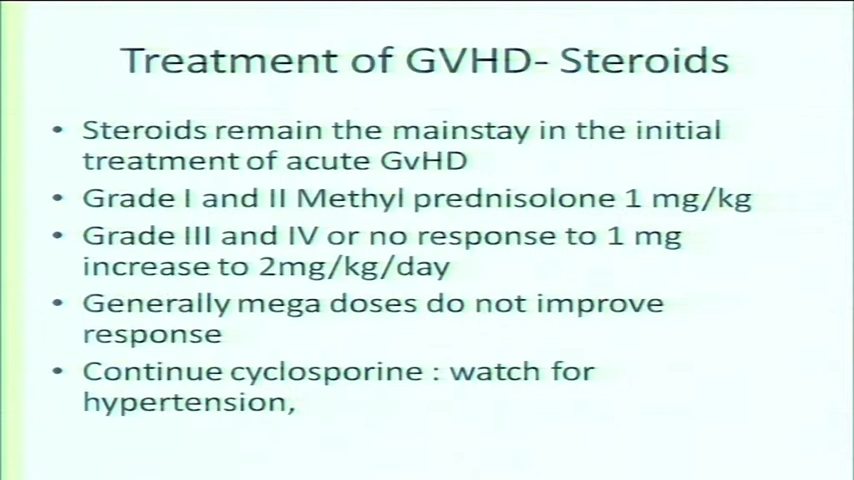 Treatment of GVHD- Steroids
• Steroids remain the mainstay in the initial
treatment of acute GvHD
• Grade I and II Methyl prednisolone 1 mg/kg
• Grade III and IV or no response to 1 mg
increase to 2mg/kg/day
• Generally mega doses do not improve
response
• Continue cyclosporine : watch for
hypertension,